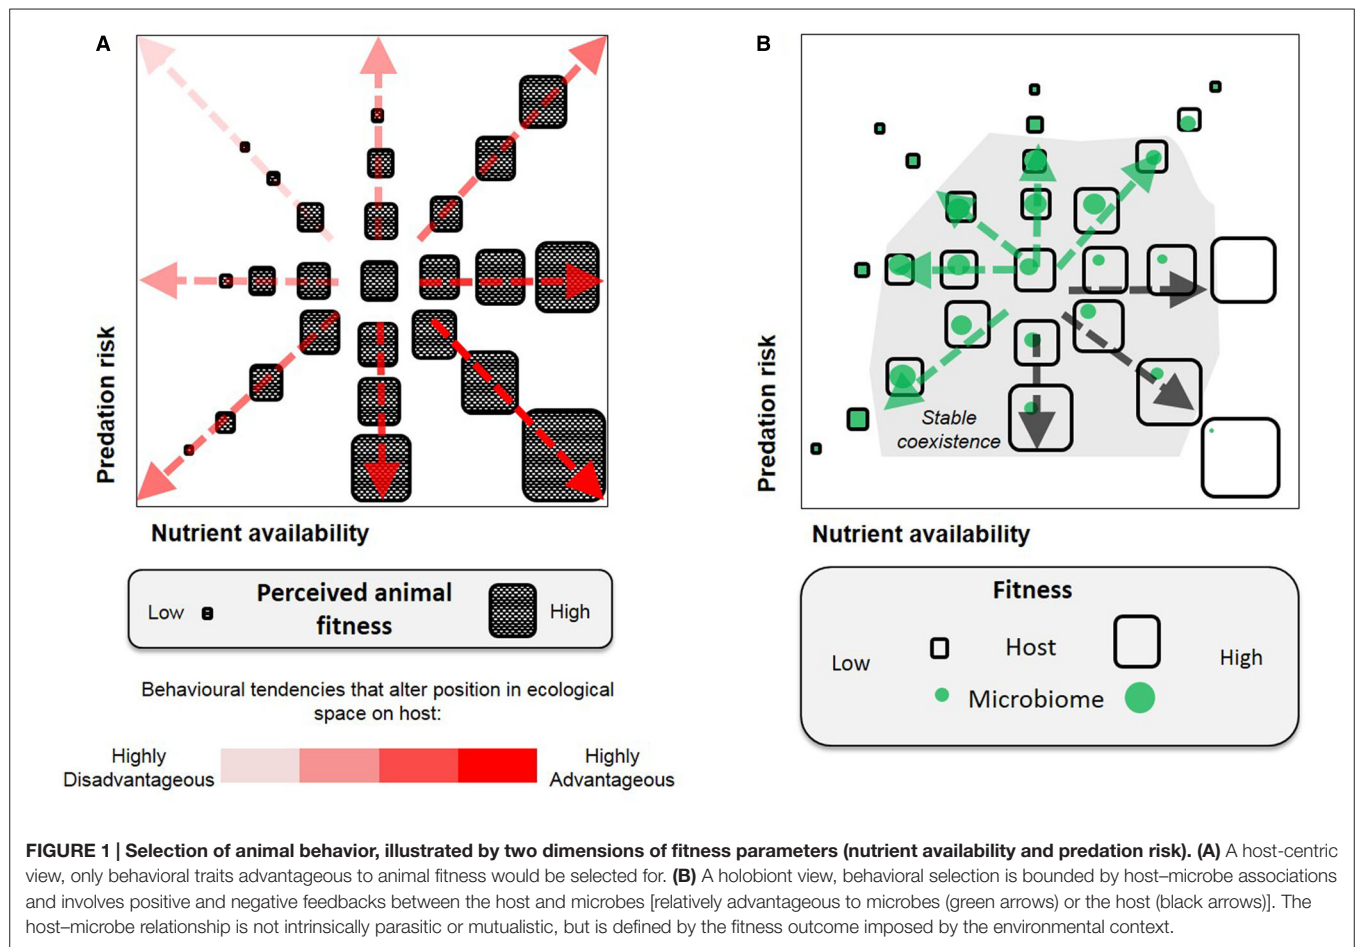 A
Predation risk
Nutrient availability
Low
Perceived animal
fitness
High
Behavioural tendencies that alter position in ecological
space on host:
Highly
Disadvantageous
Highly
Advantageous
B
Predation risk
Stable
coexistence
Nutrient availability
Fitness
Low
Host
High
Microbiome
FIGURE 1 | Selection of animal behavior, illustrated by two dimensions of fitness parameters (nutrient availability and predation risk). (A) A host-centric
view, only behavioral traits advantageous to animal fitness would be selected for. (B) A holobiont view, behavioral selection is bounded by host–microbe associations
and involves positive and negative feedbacks between the host and microbes [relatively advantageous to microbes (green arrows) or the host (black arrows)]. The
host–microbe relationship is not intrinsically parasitic or mutualistic, but is defined by the fitness outcome imposed by the environmental context.